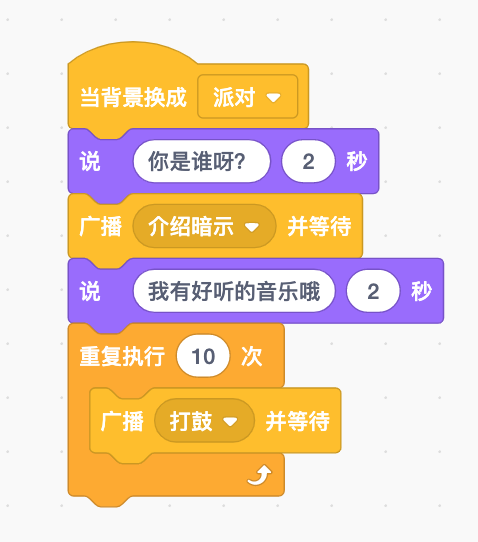 当背景换成 派对
说 你是谁呀? 2 秒
广播 介绍暗示 并等待
说 我有好听的音乐哦 2 秒
重复执行 10 次
广播 打鼓 并等待